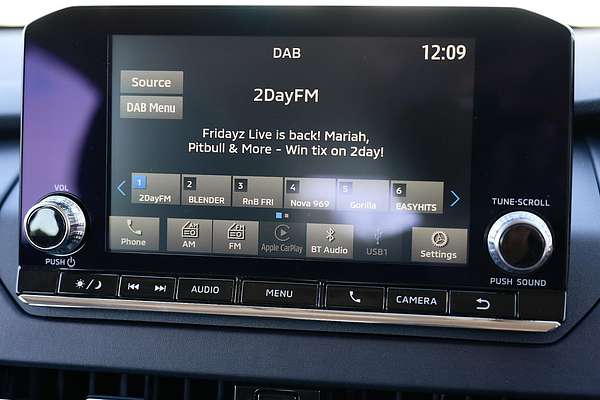 DAB
12:09
Source
2DayFM
DAB Menu
Fridayz Live is back! Mariah,
Pitbull & More - Win tix on 2day!
1
2DayFM
2
BLENDER
3
RnB FRI
4
Nova 969
5
Gorilla
6
EASYHITS
Phone
AM
FM
Apple CarPlay
BT Audio
USB1
Settings
VOL
PUSH
TUNE-SCROLL
PUSH SOUND
AUDIO
MENU
CAMERA